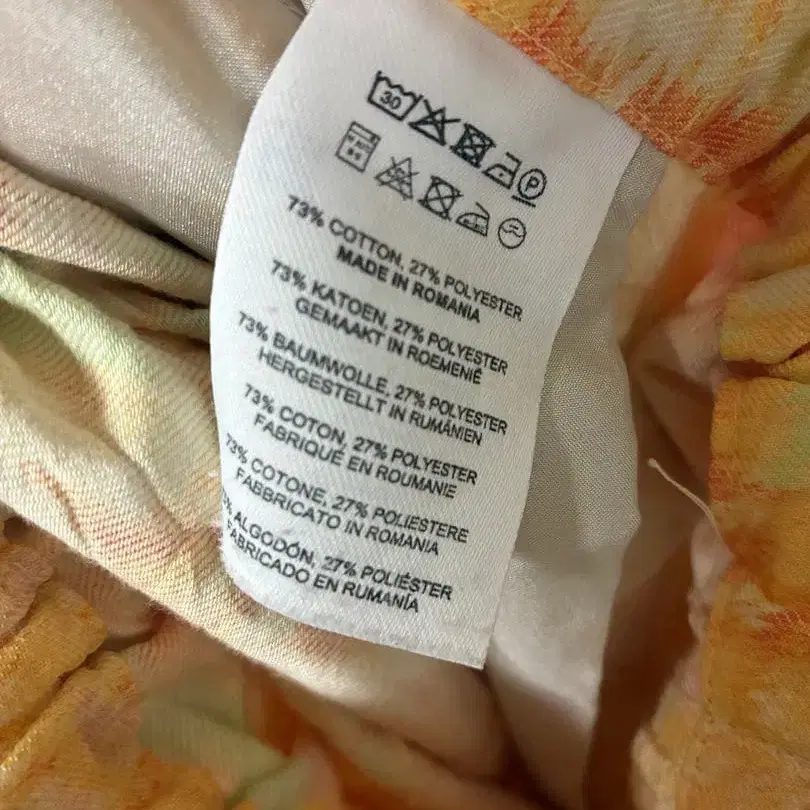 30
P
73% COTTON, 27% POLYESTER
MADE IN ROMANIA
73% KATOEN, 27% POLYESTER
GEMAAKT IN ROEMENIË
73% BAUMWOLLE, 27% POLYESTER
HERGESTELLT IN RUMÄNIEN
73% COTON, 27% POLYESTER
FABRIQUÉ EN ROUMANIE
73% COTONE, 27% POLIESTERE
FABBRICATO IN ROMANIA
ALGODÓN, 27% POLIÉSTER
FABRICADO EN RUMANÍA